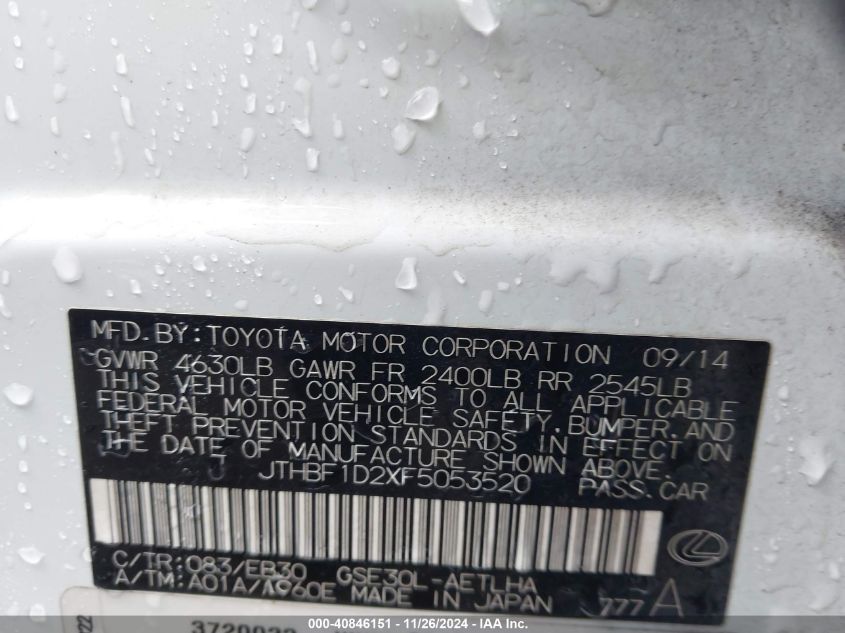 MFD.BY:TOYOTA MOTOR CORPORATION 09/14
GVWR 4630LB GAWR FR 2400LB RR 2545LB
THIS VEHICLE CONFORMS TO ALL APPLICABLE
FEDERAL MOTOR VEHICLE SAFETY,BUMPER,AND
THEFT PREVENTION STANDARDS IN EFFECT ON
THE DATE OF MANUFACTURE SHOWN ABOVE.
JTHBF1D2XF5053520 PASS.CAR
C/TR:083/EB30 GSE30L-AETLHA
A/TM:A01A/A960E MADE IN JAPAN 777A
000-40846151 - 11/26/2024 - IAA, Inc.